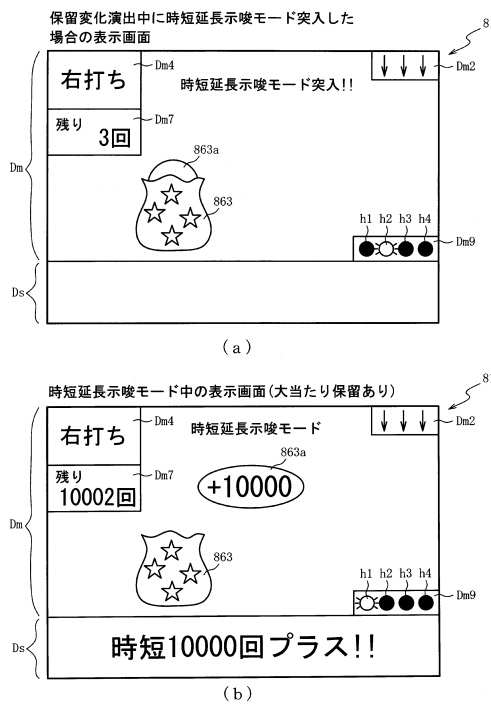 保留変化演出中に時短延長示唆モード突入した
場合の表示画面
8
右打ち
Dm4
時短延長示唆モード突入!!
Dm2
残り
3回
Dm7
Dm
863a
863
h1 h2 h3 h4
Dm9
Ds
(a)
時短延長示唆モード中の表示画面(大当たり保留あり)
8
右打ち
Dm4
時短延長示唆モード
Dm2
残り
10002回
Dm7
863a
+10000
Dm
863
h1 h2 h3 h4
Dm9
Ds
時短10000回プラス!!
(b)